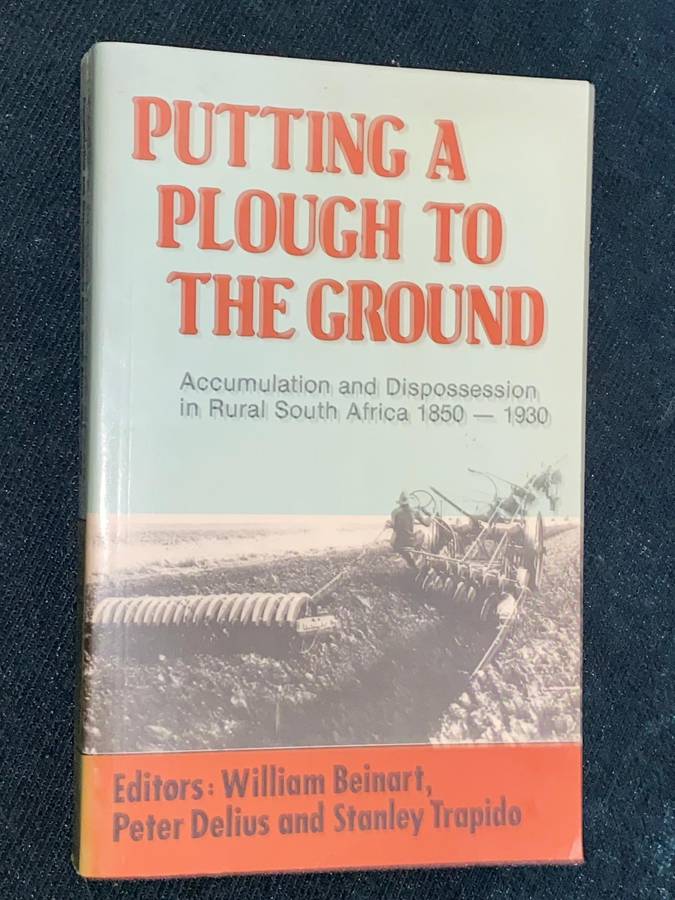 PUTTING A
PLOUGH TO
THE GROUND
Accumulation and Dispossession
in Rural South Africa 1850 — 1930
Editors: William Beinart,
Peter Delius and Stanley Trapido